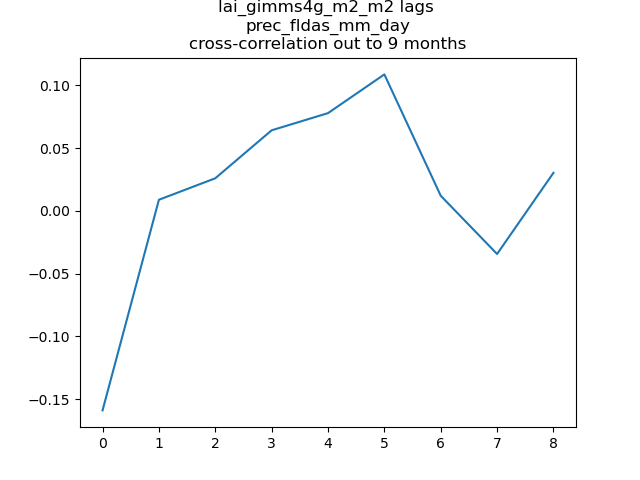 lai_gimms4g_m2_m2 lags
prec_fldas_mm_day
cross-correlation out to 9 months
0.10
0.05
0.00
−0.05
−0.10
−0.15
0 1 2 3 4 5 6 7 8